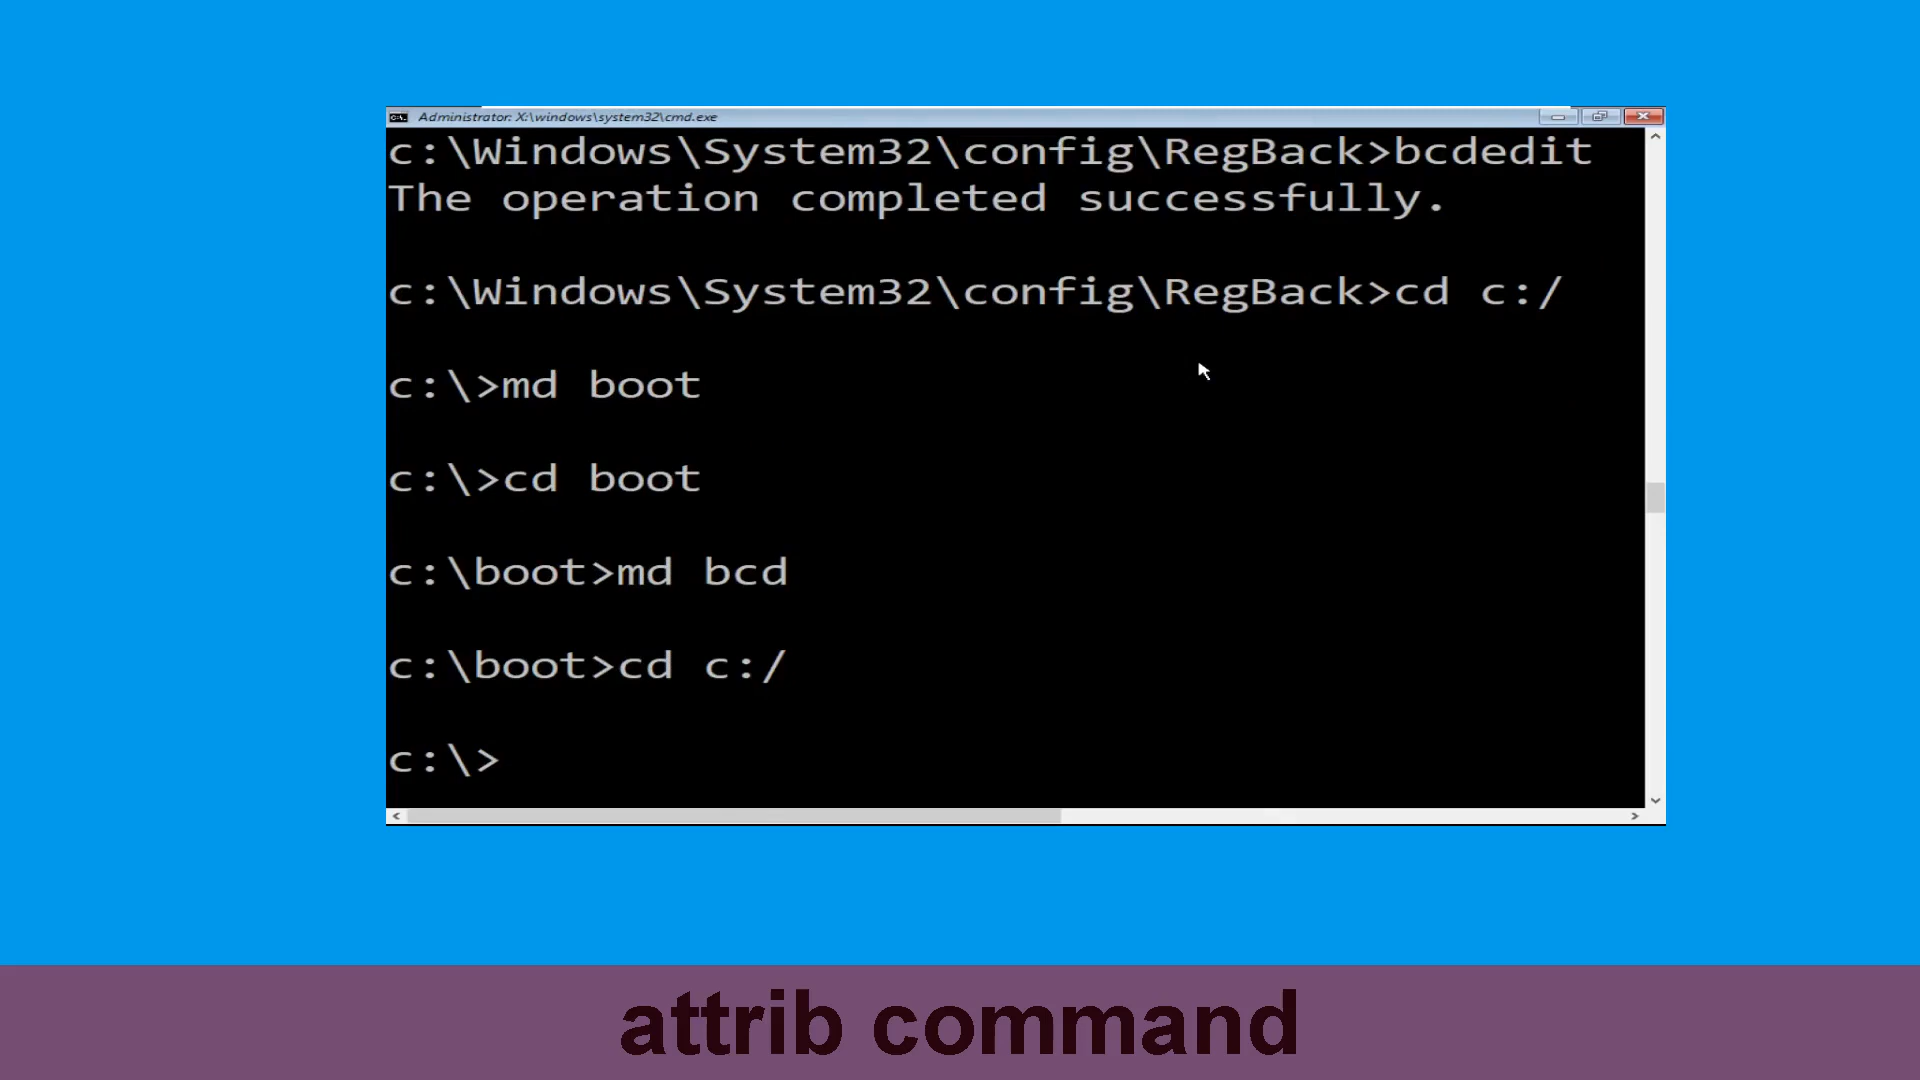 Administrator: X:\windows\system32\cmd.exe
c:\Windows\System32\config\RegBack>bcdedit
The operation completed successfully.
c:\Windows\System32\config\RegBack>cd c:/
c:\>md boot
c:\>cd boot
c:\boot>md bcd
c:\boot>cd c:/
c:\>
attrib command